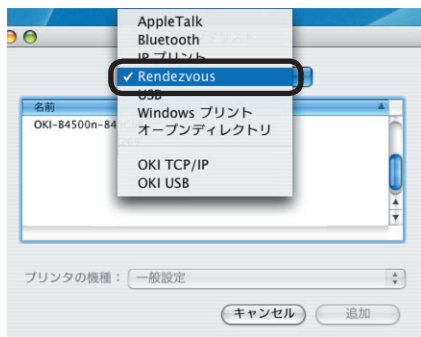 AppleTalk
Bluetooth
IP プリント
✓ Rendezvous
USB
Windows プリント
オープンディレクトリ
OKI TCP/IP
OKI USB
名前
OKI-B4500n-84
プリンタの機種： 一般設定
キャンセル 追加